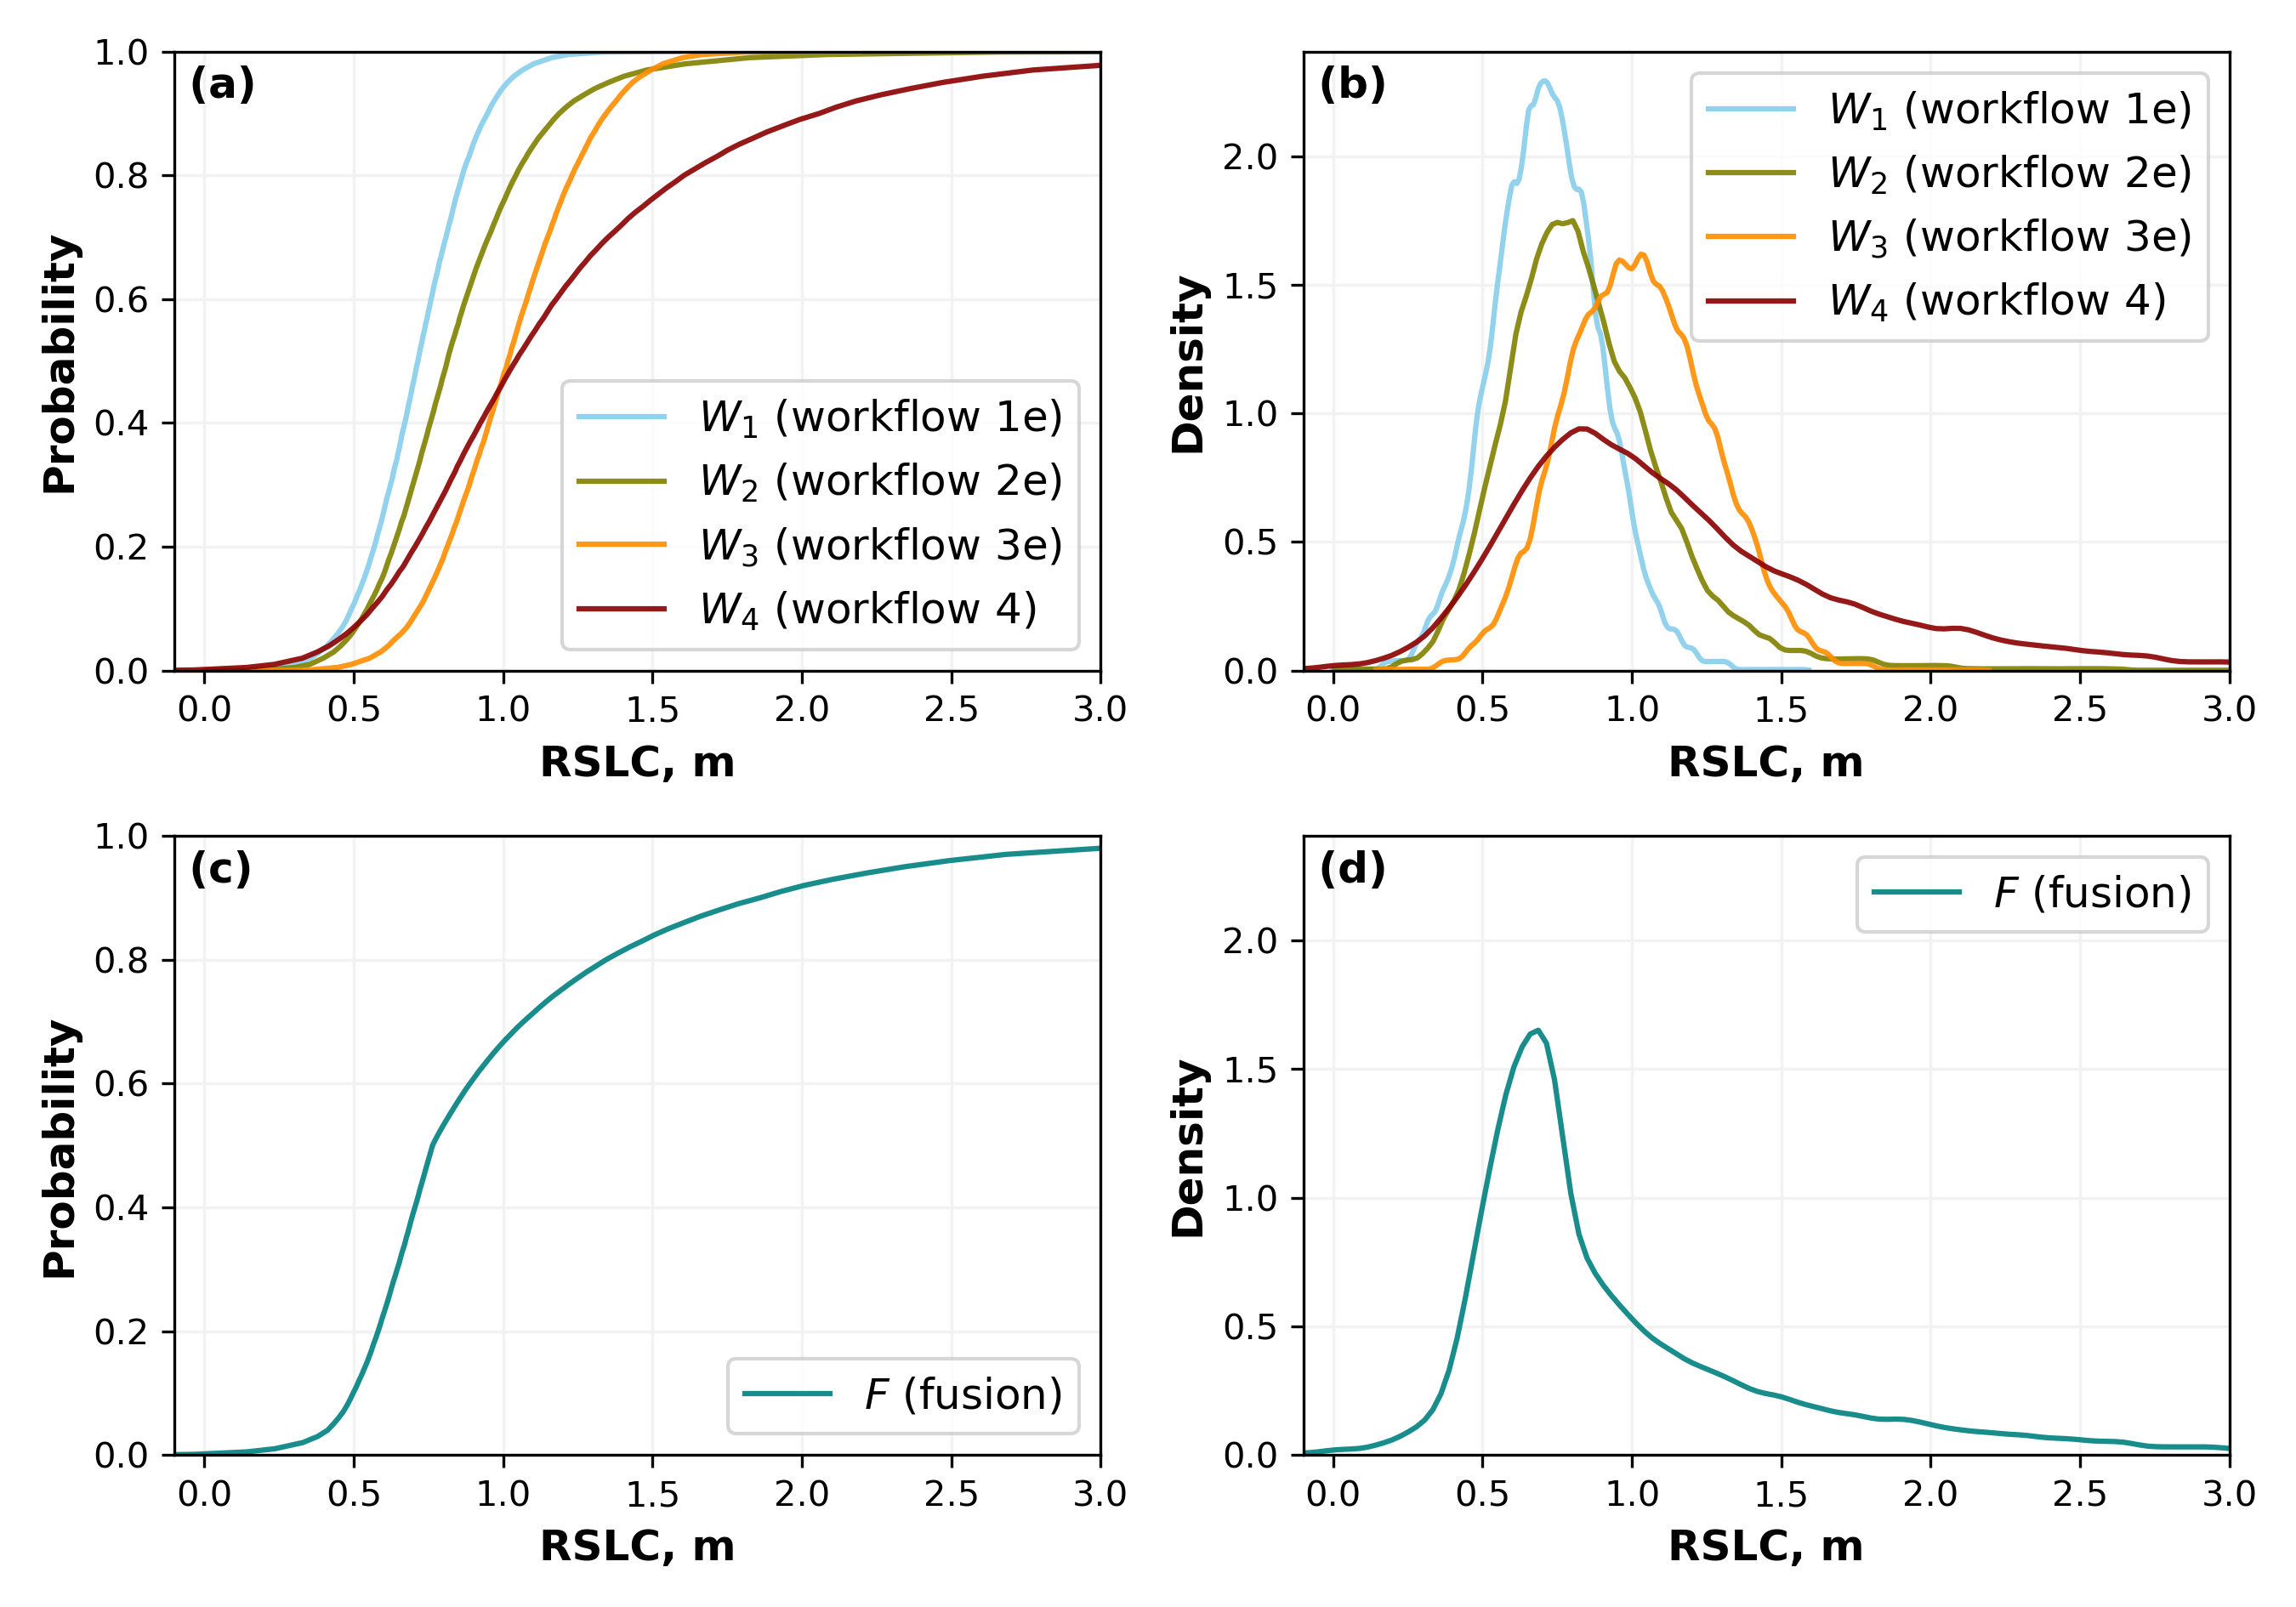 (a)
Probability
1.0
0.8
0.6
0.4
0.2
0.0
W1 (workflow 1e)
W2 (workflow 2e)
W3 (workflow 3e)
W4 (workflow 4)
0.0 0.5 1.0 1.5 2.0 2.5 3.0
RSLC, m
(b)
Density
2.0
1.5
1.0
0.5
0.0
W1 (workflow 1e)
W2 (workflow 2e)
W3 (workflow 3e)
W4 (workflow 4)
0.0 0.5 1.0 1.5 2.0 2.5 3.0
RSLC, m
(c)
Probability
1.0
0.8
0.6
0.4
0.2
0.0
F (fusion)
0.0 0.5 1.0 1.5 2.0 2.5 3.0
RSLC, m
(d)
Density
2.0
1.5
1.0
0.5
0.0
F (fusion)
0.0 0.5 1.0 1.5 2.0 2.5 3.0
RSLC, m